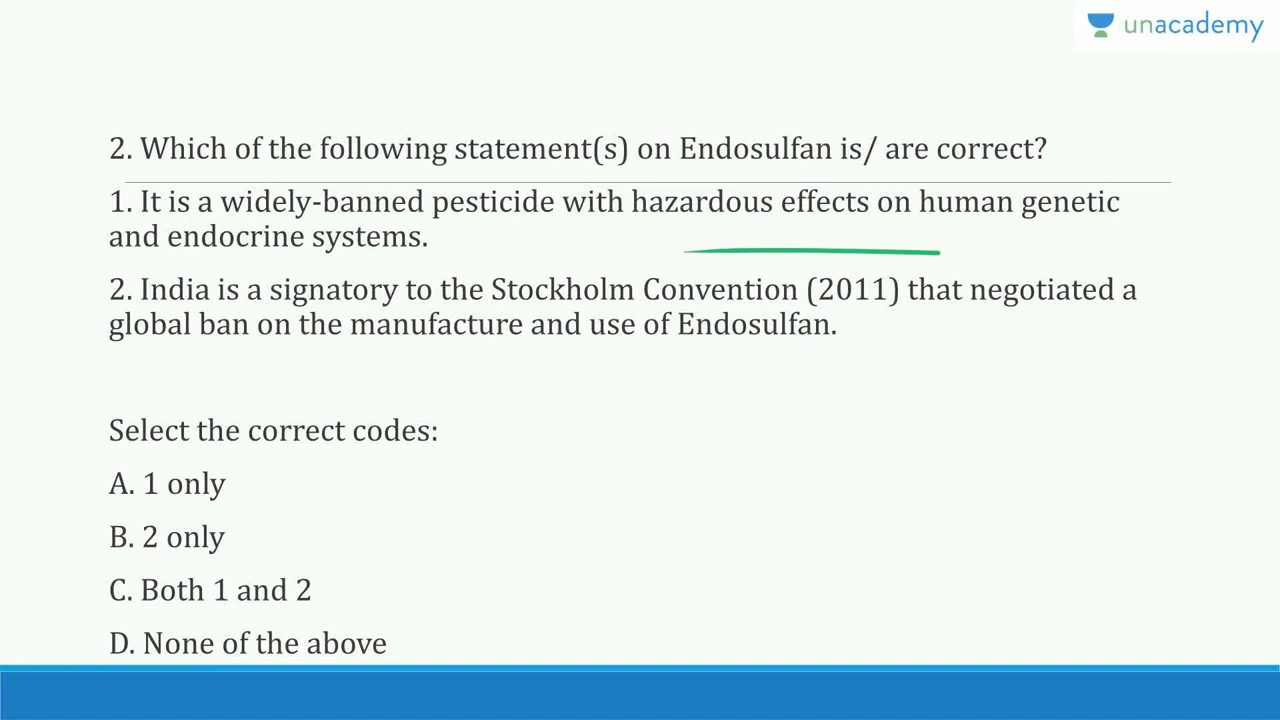 unacademy
2. Which of the following statement(s) on Endosulfan is/ are correct?
1. It is a widely-banned pesticide with hazardous effects on human genetic
and endocrine systems.
2. India is a signatory to the Stockholm Convention (2011) that negotiated a
global ban on the manufacture and use of Endosulfan.
Select the correct codes:
A. 1 only
B. 2 only
C. Both 1 and 2
D. None of the above